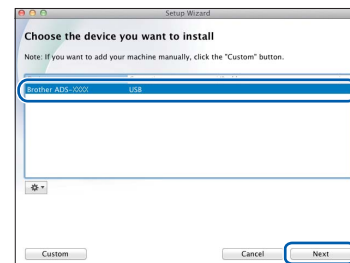 Setup Wizard
Choose the device you want to install
Note: If you want to add your machine manually, click the "Custom" button.
Brother ADS-XXXX USB
Custom Cancel Next